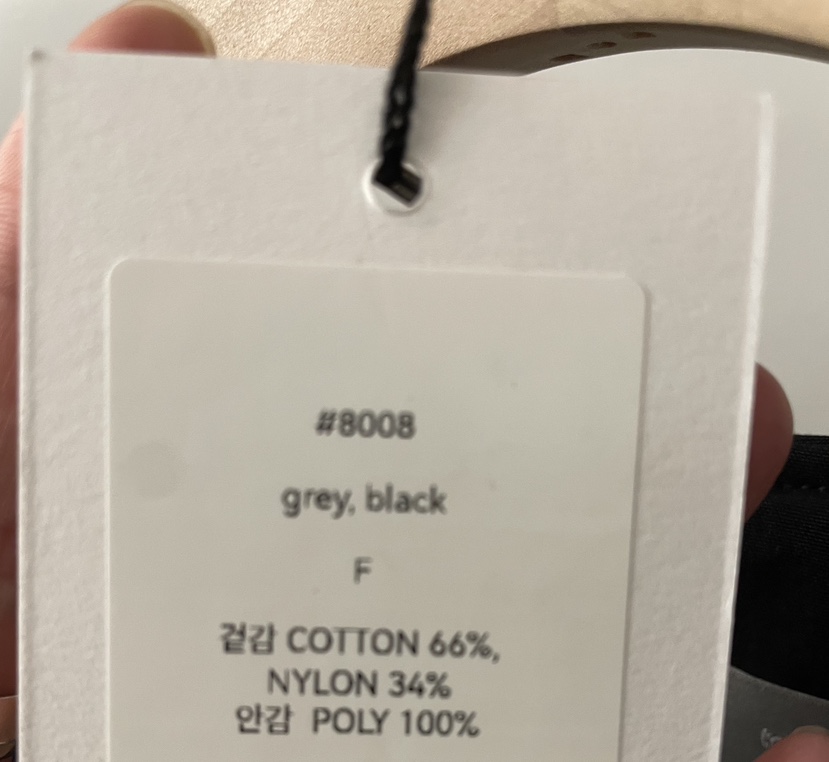 #8008
grey, black
F
겉감 COTTON 66%,
NYLON 34%
안감 POLY 100%